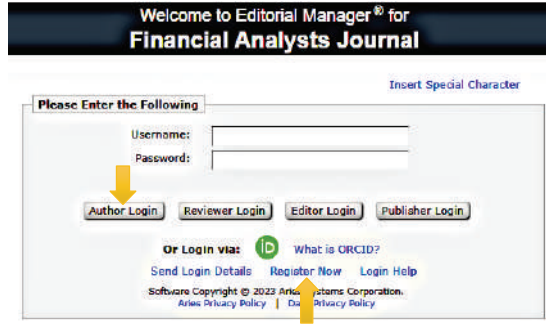 Welcome to Editorial Manager® for
Financial Analysts Journal
Insert Special Character
Please Enter the Following
Username:
Password:
Author Login Reviewer Login Editor Login Publisher Login
Or Login via: iD What is ORCID?
Send Login Details Register Now Login Help
Software Copyright © 2023 Systems Corporation.
Aries Privacy Policy | Privacy Policy